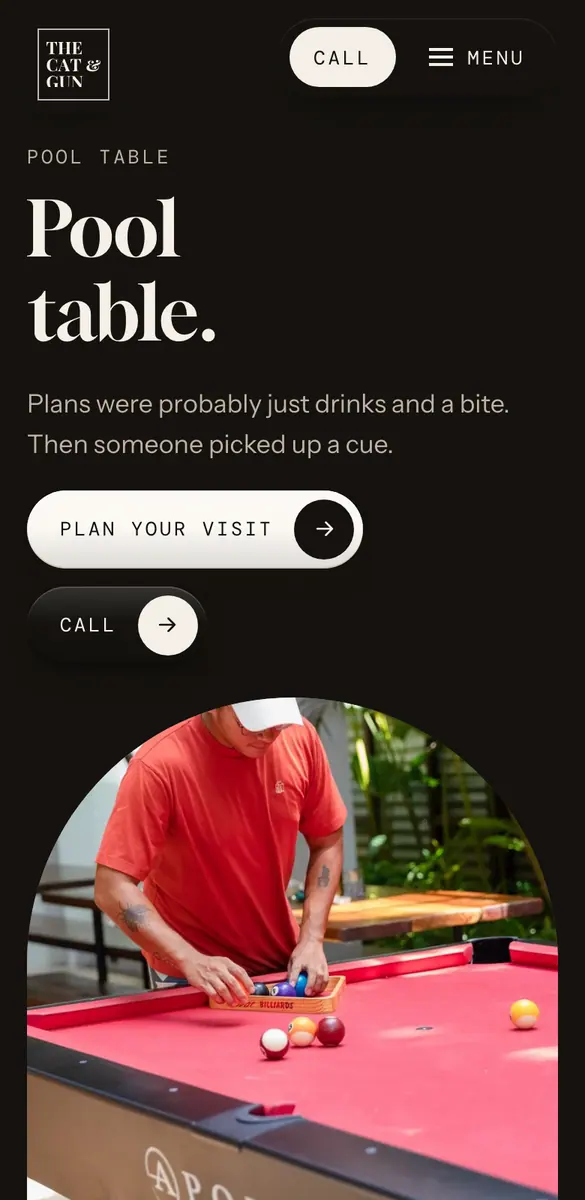 THE
CAT &
GUN
CALL
MENU
POOL TABLE
Pool
table.
Plans were probably just drinks and a bite.
Then someone picked up a cue.
PLAN YOUR VISIT
CALL
BILLIARDS